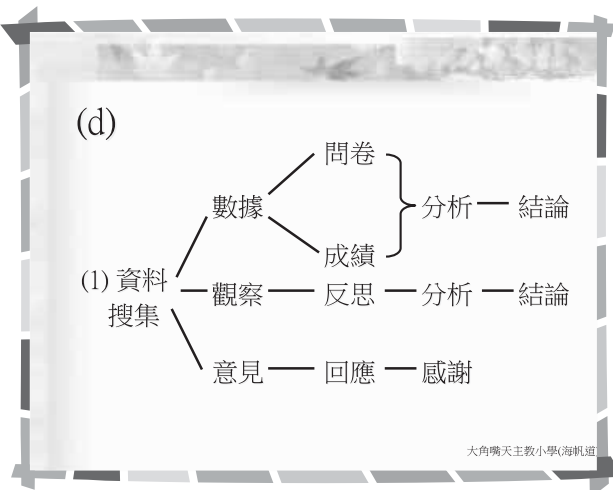 (d)
問卷
數據
分析
結論
成績
(1) 資料
搜集
觀察
反思
分析
結論
意見
回應
感謝
大角嘴天主教小學(海帆道